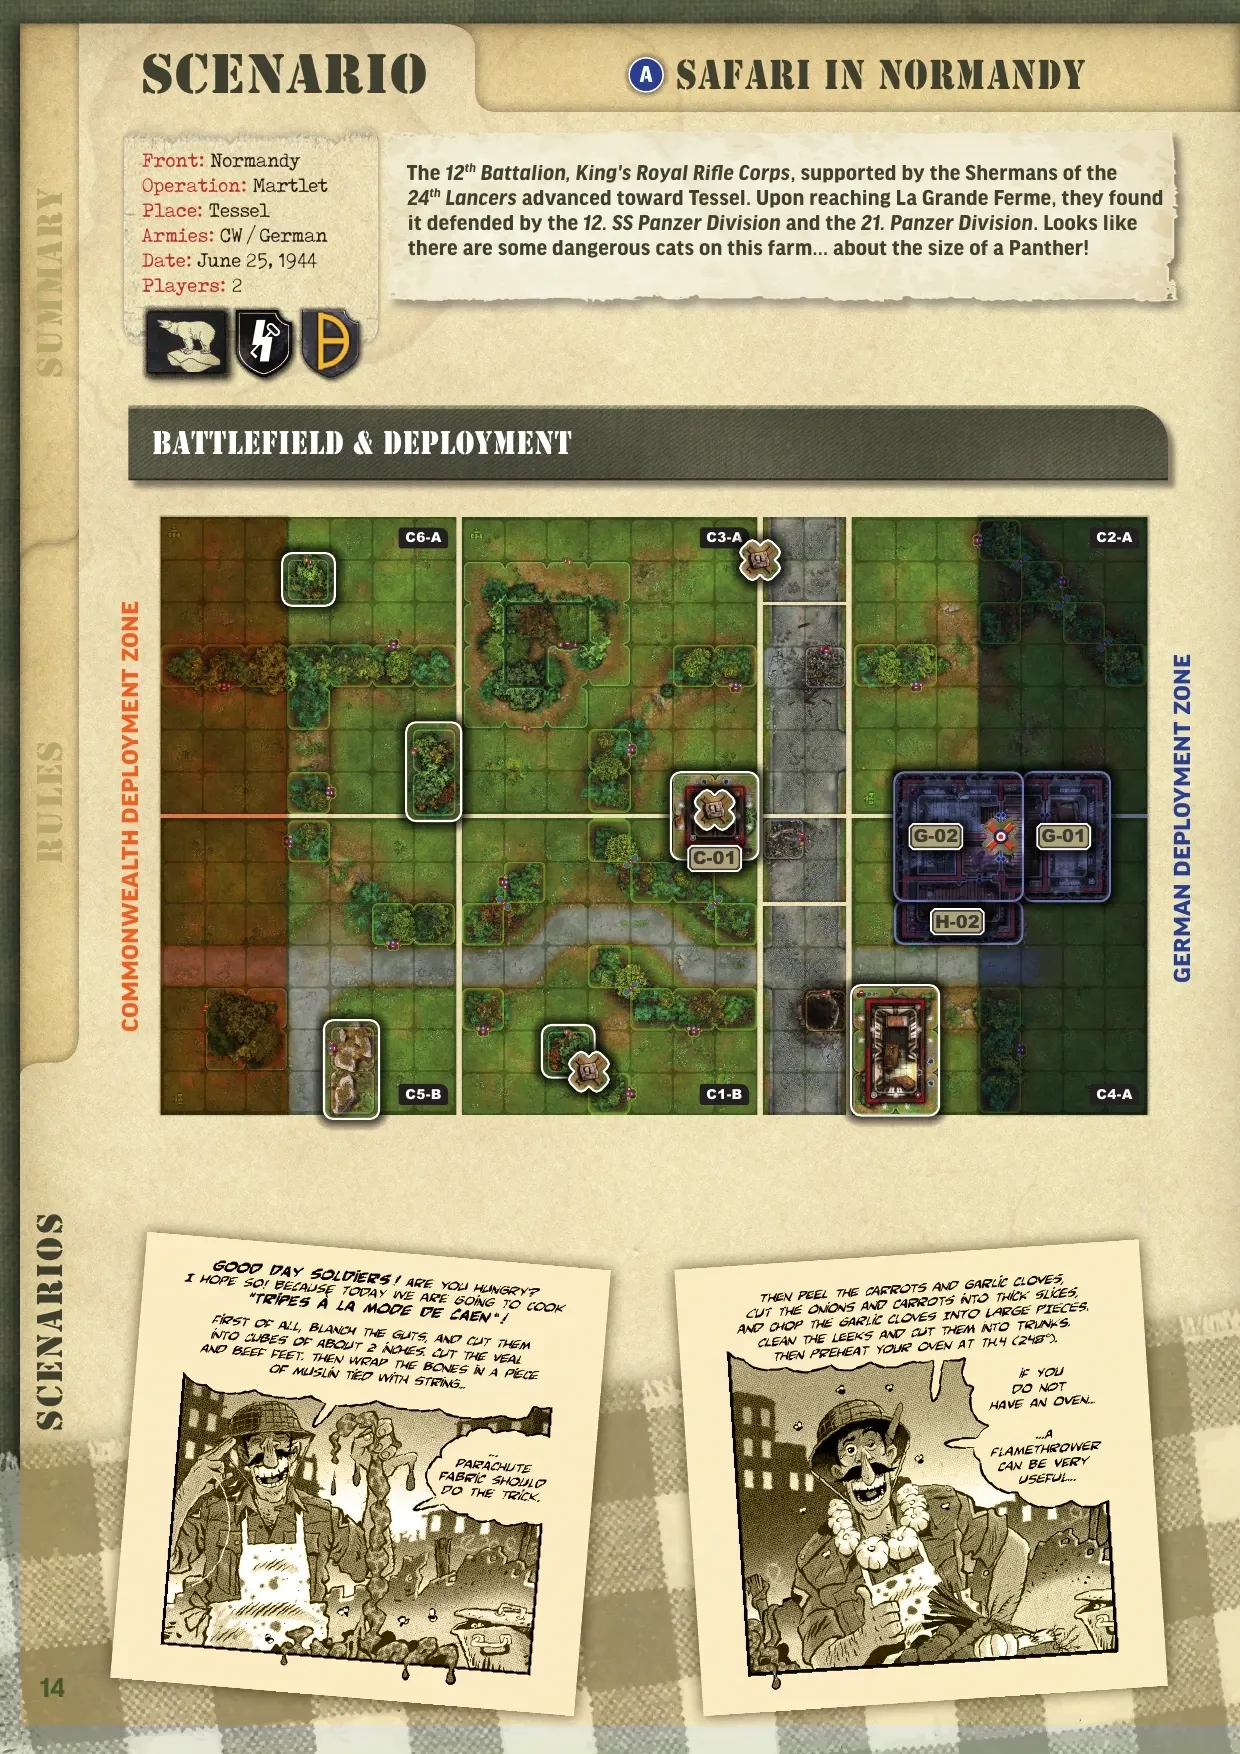 SCENARIO
A SAFARI IN NORMANDY
Front: Normandy
Operation: Martlet
Place: Tessel
Armies: CW / German
Date: June 25, 1944
Players: 2
The 12th Battalion, King's Royal Rifle Corps, supported by the Shermans of the
24th Lancers advanced toward Tessel. Upon reaching La Grande Ferme, they found
it defended by the 12. SS Panzer Division and the 21. Panzer Division. Looks like
there are some dangerous cats on this farm... about the size of a Panther!
SUMMARY
RULES
SCENARIOS
BATTLEFIELD & DEPLOYMENT
COMMONWEALTH DEPLOYMENT ZONE
C6-A
C3-A
C2-A
C-01
G-02
G-01
H-02
C5-B
C1-B
C4-A
GERMAN DEPLOYMENT ZONE
GOOD DAY SOLDIERS! ARE YOU HUNGRY?
I HOPE SO! BECAUSE TODAY WE ARE GOING TO COOK
"TRIPES À LA MODE DE CAEN"!
FIRST OF ALL, BLANCH THE GUTS, AND CUT THEM
INTO CUBES OF ABOUT 2 INCHES. CUT THE VEAL
AND BEEF FEET. THEN WRAP THE BONES IN A PIECE
OF MUSLIN TIED WITH STRING...
...
PARACHUTE
FABRIC SHOULD
DO THE TRICK.
THEN PEEL THE CARROTS AND GARLIC CLOVES,
CUT THE ONIONS AND CARROTS INTO THICK SLICES,
AND CHOP THE GARLIC CLOVES INTO LARGE PIECES.
CLEAN THE LEEKS AND CUT THEM INTO TRUNKS.
THEN PREHEAT YOUR OVEN AT TH.4 (248°).
IF YOU
DO NOT
HAVE AN OVEN...
...A
FLAMETHROWER
CAN BE VERY
USEFUL...
14